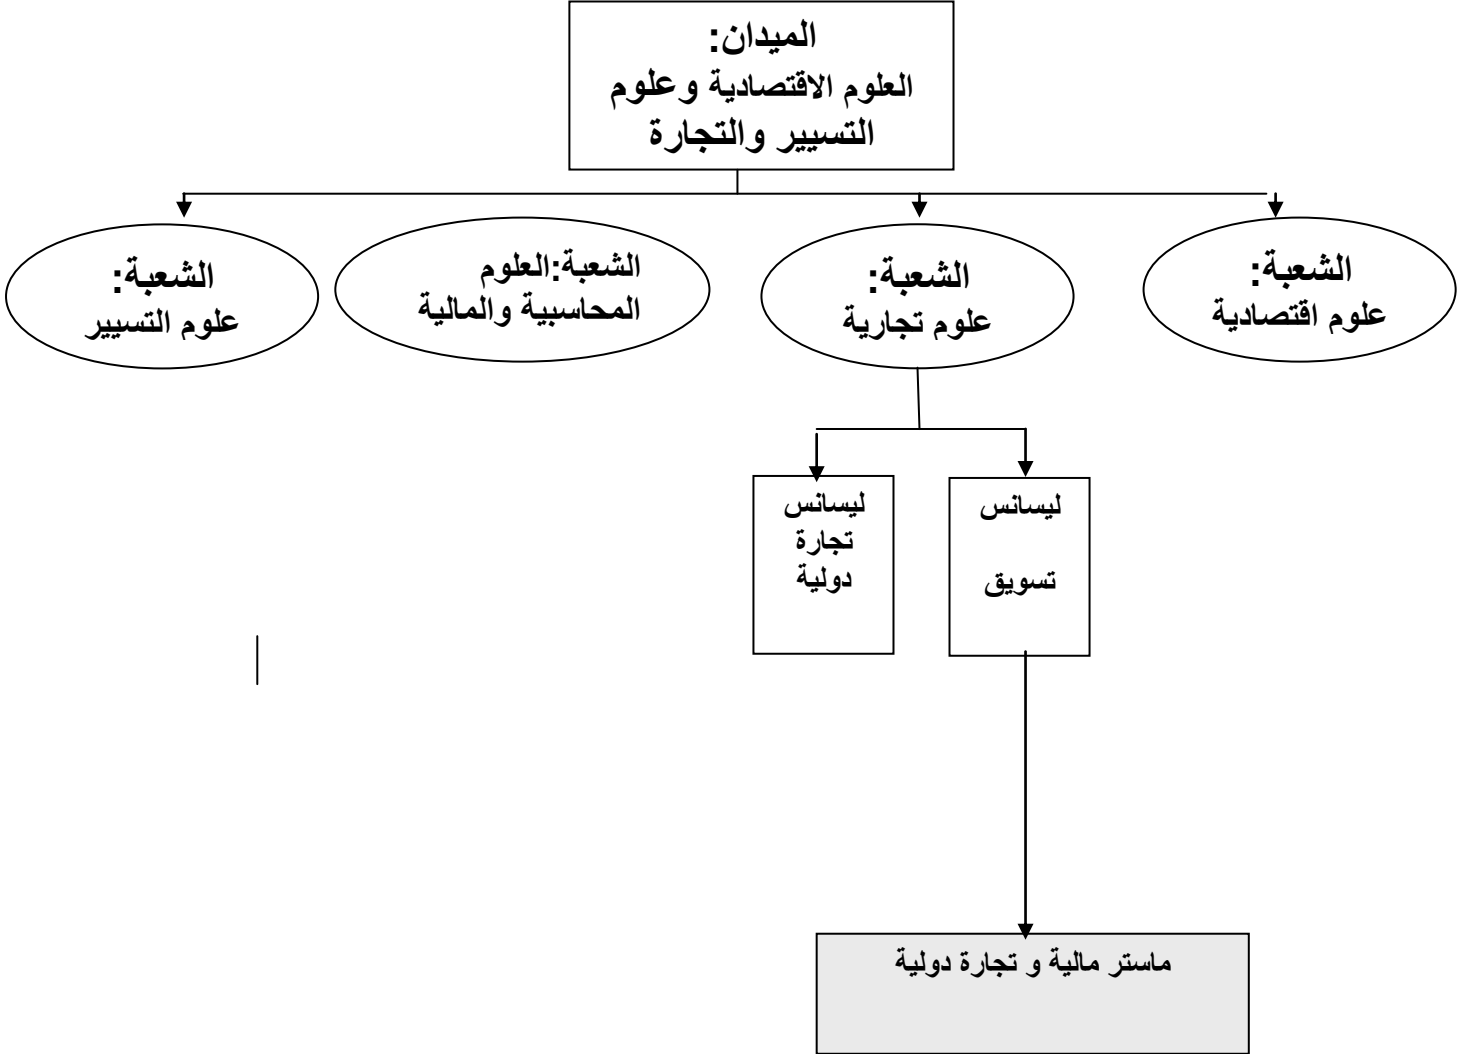 الميدان:
العلوم الاقتصادية وعلوم
التسيير والتجارة
الشعبة:
علوم اقتصادية
الشعبة:
علوم تجارية
الشعبة:العلوم
المحاسبية والمالية
الشعبة:
علوم التسيير
ليسانس
تسويق
ليسانس
تجارة
دولية
ماستر مالية و تجارة دولية